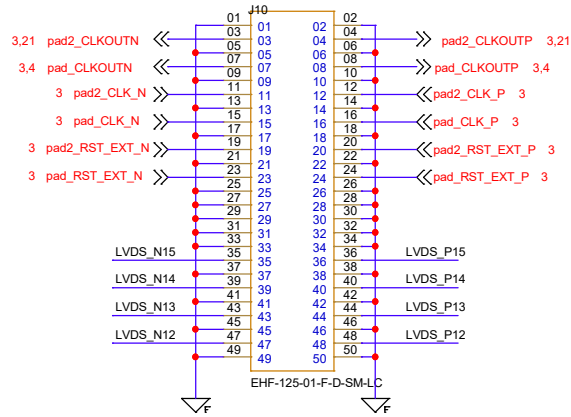 J10
01 01 02 02
3,21 pad2_CLKOUTN 03 03 04 04 pad2_CLKOUTP 3,21
05 05 06 06
3,4 pad_CLKOUTN 07 07 08 08 pad_CLKOUTP 3,4
09 09 10 10
3 pad2_CLK_N 11 11 12 12 pad2_CLK_P 3
13 13 14 14
3 pad_CLK_N 15 15 16 16 pad_CLK_P 3
17 17 18 18
3 pad2_RST_EXT_N 19 19 20 20 pad2_RST_EXT_P 3
21 21 22 22
3 pad_RST_EXT_N 23 23 24 24 pad_RST_EXT_P 3
25 25 26 26
27 27 28 28
29 29 30 30
31 31 32 32
33 33 34 34
LVDS_N15 35 35 36 36 LVDS_P15
37 37 38 38
LVDS_N14 39 39 40 40 LVDS_P14
41 41 42 42
LVDS_N13 43 43 44 44 LVDS_P13
45 45 46 46
LVDS_N12 47 47 48 48 LVDS_P12
49 49 50 50
EHF-125-01-F-D-SM-LC